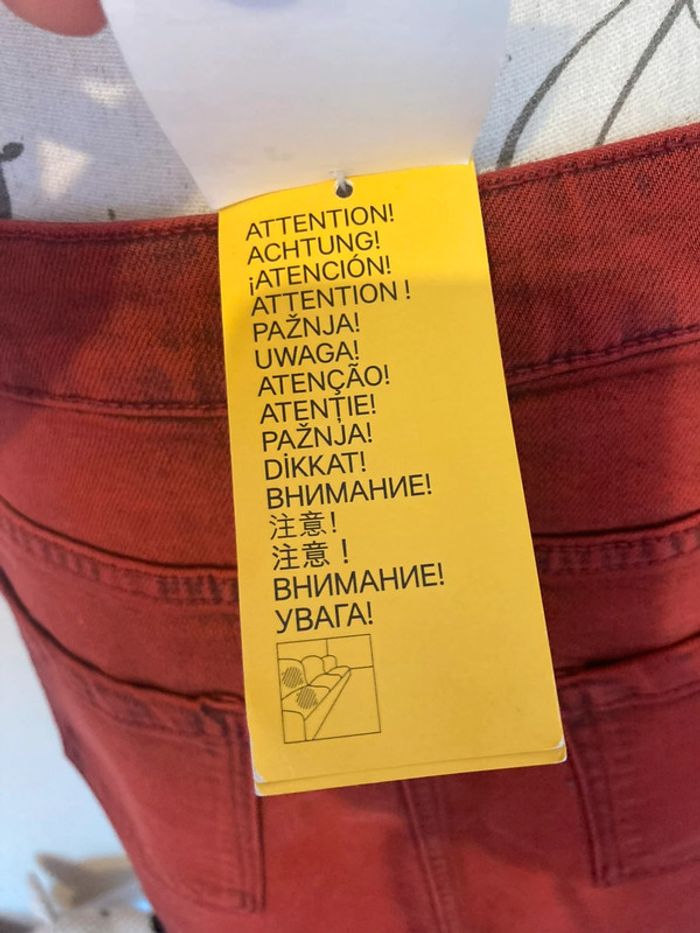 ATTENTION!
ACHTUNG!
¡ATENCIÓN!
ATTENTION !
PAŽNJA!
UWAGA!
ATENÇÃO!
ATENȚIE!
PAŽNJA!
DİKKAT!
ВНИМАНИЕ!
注意!
注意！
ВНИМАНИЕ!
УВАГА!